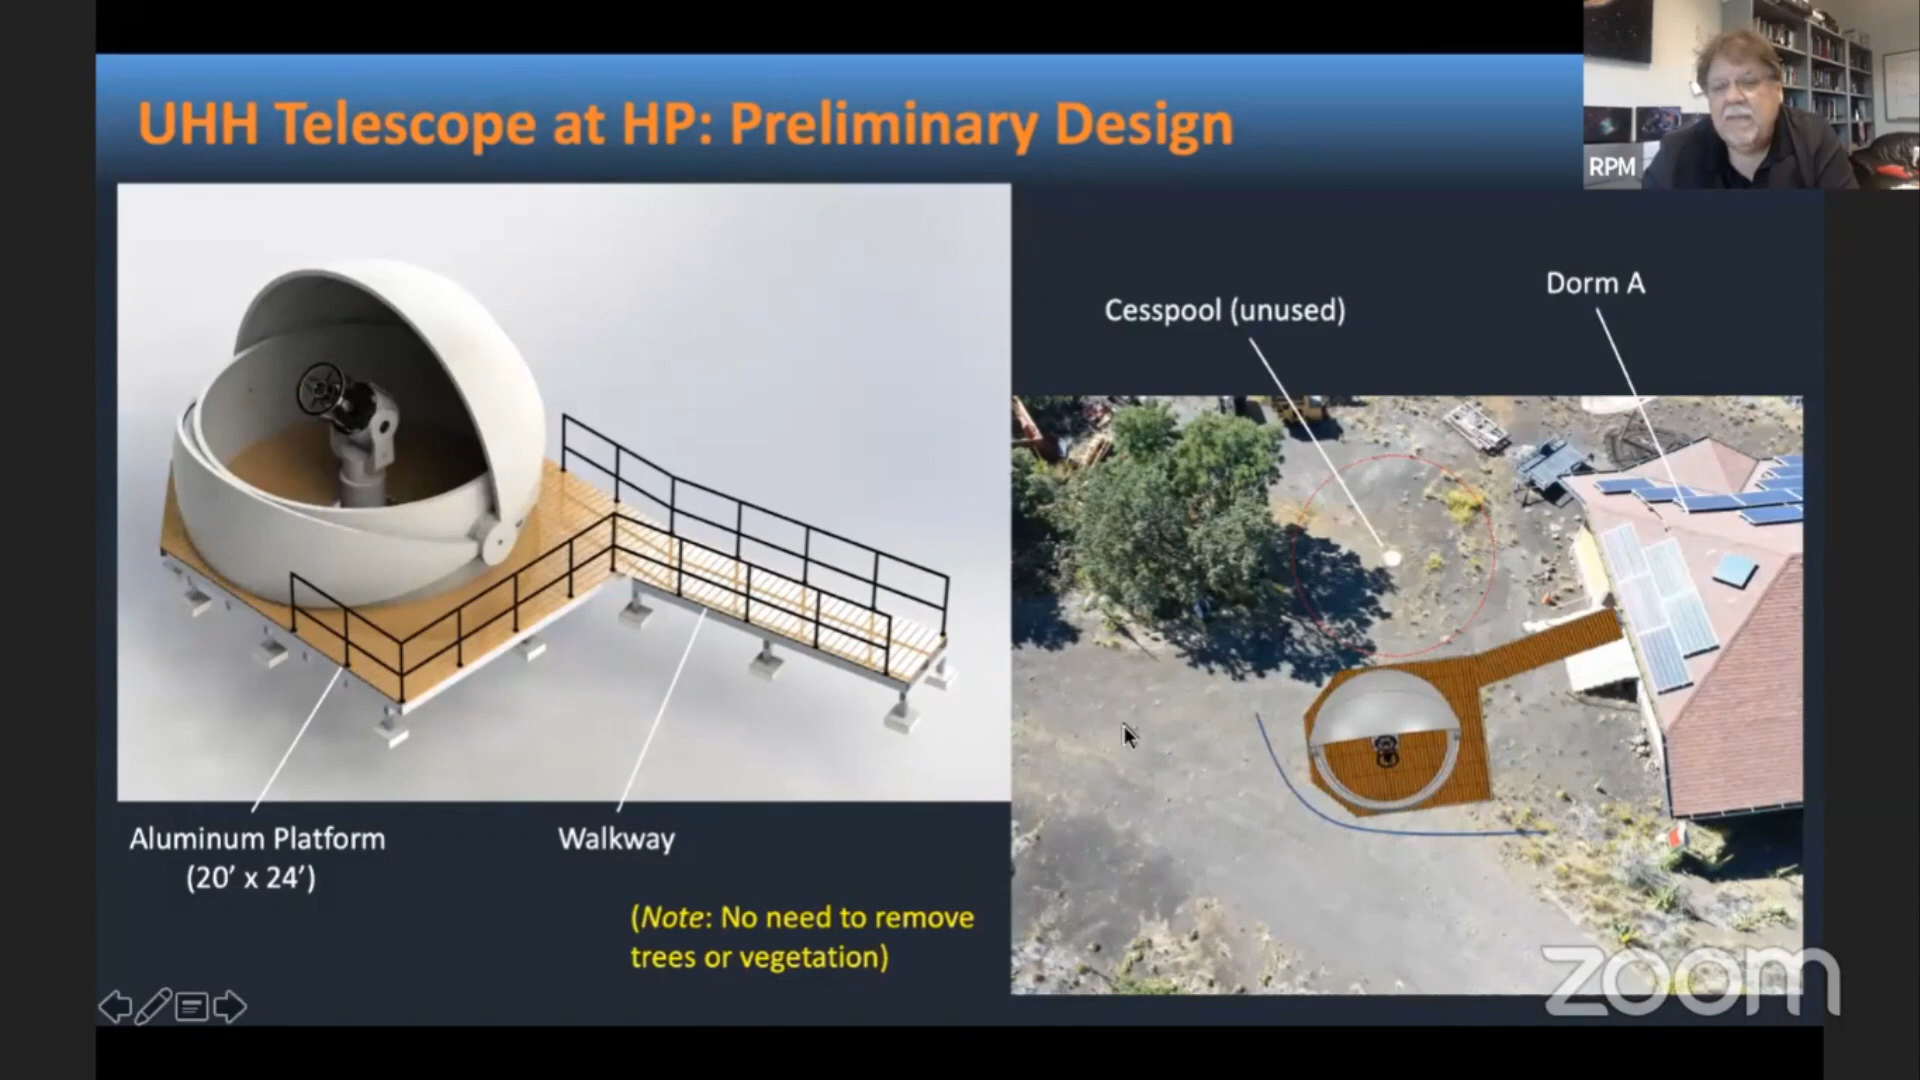 UHH Telescope at HP: Preliminary Design
RPM
Cesspool (unused)
Dorm A
Aluminum Platform
(20’ x 24’)
Walkway
(Note: No need to remove
trees or vegetation)
zoom